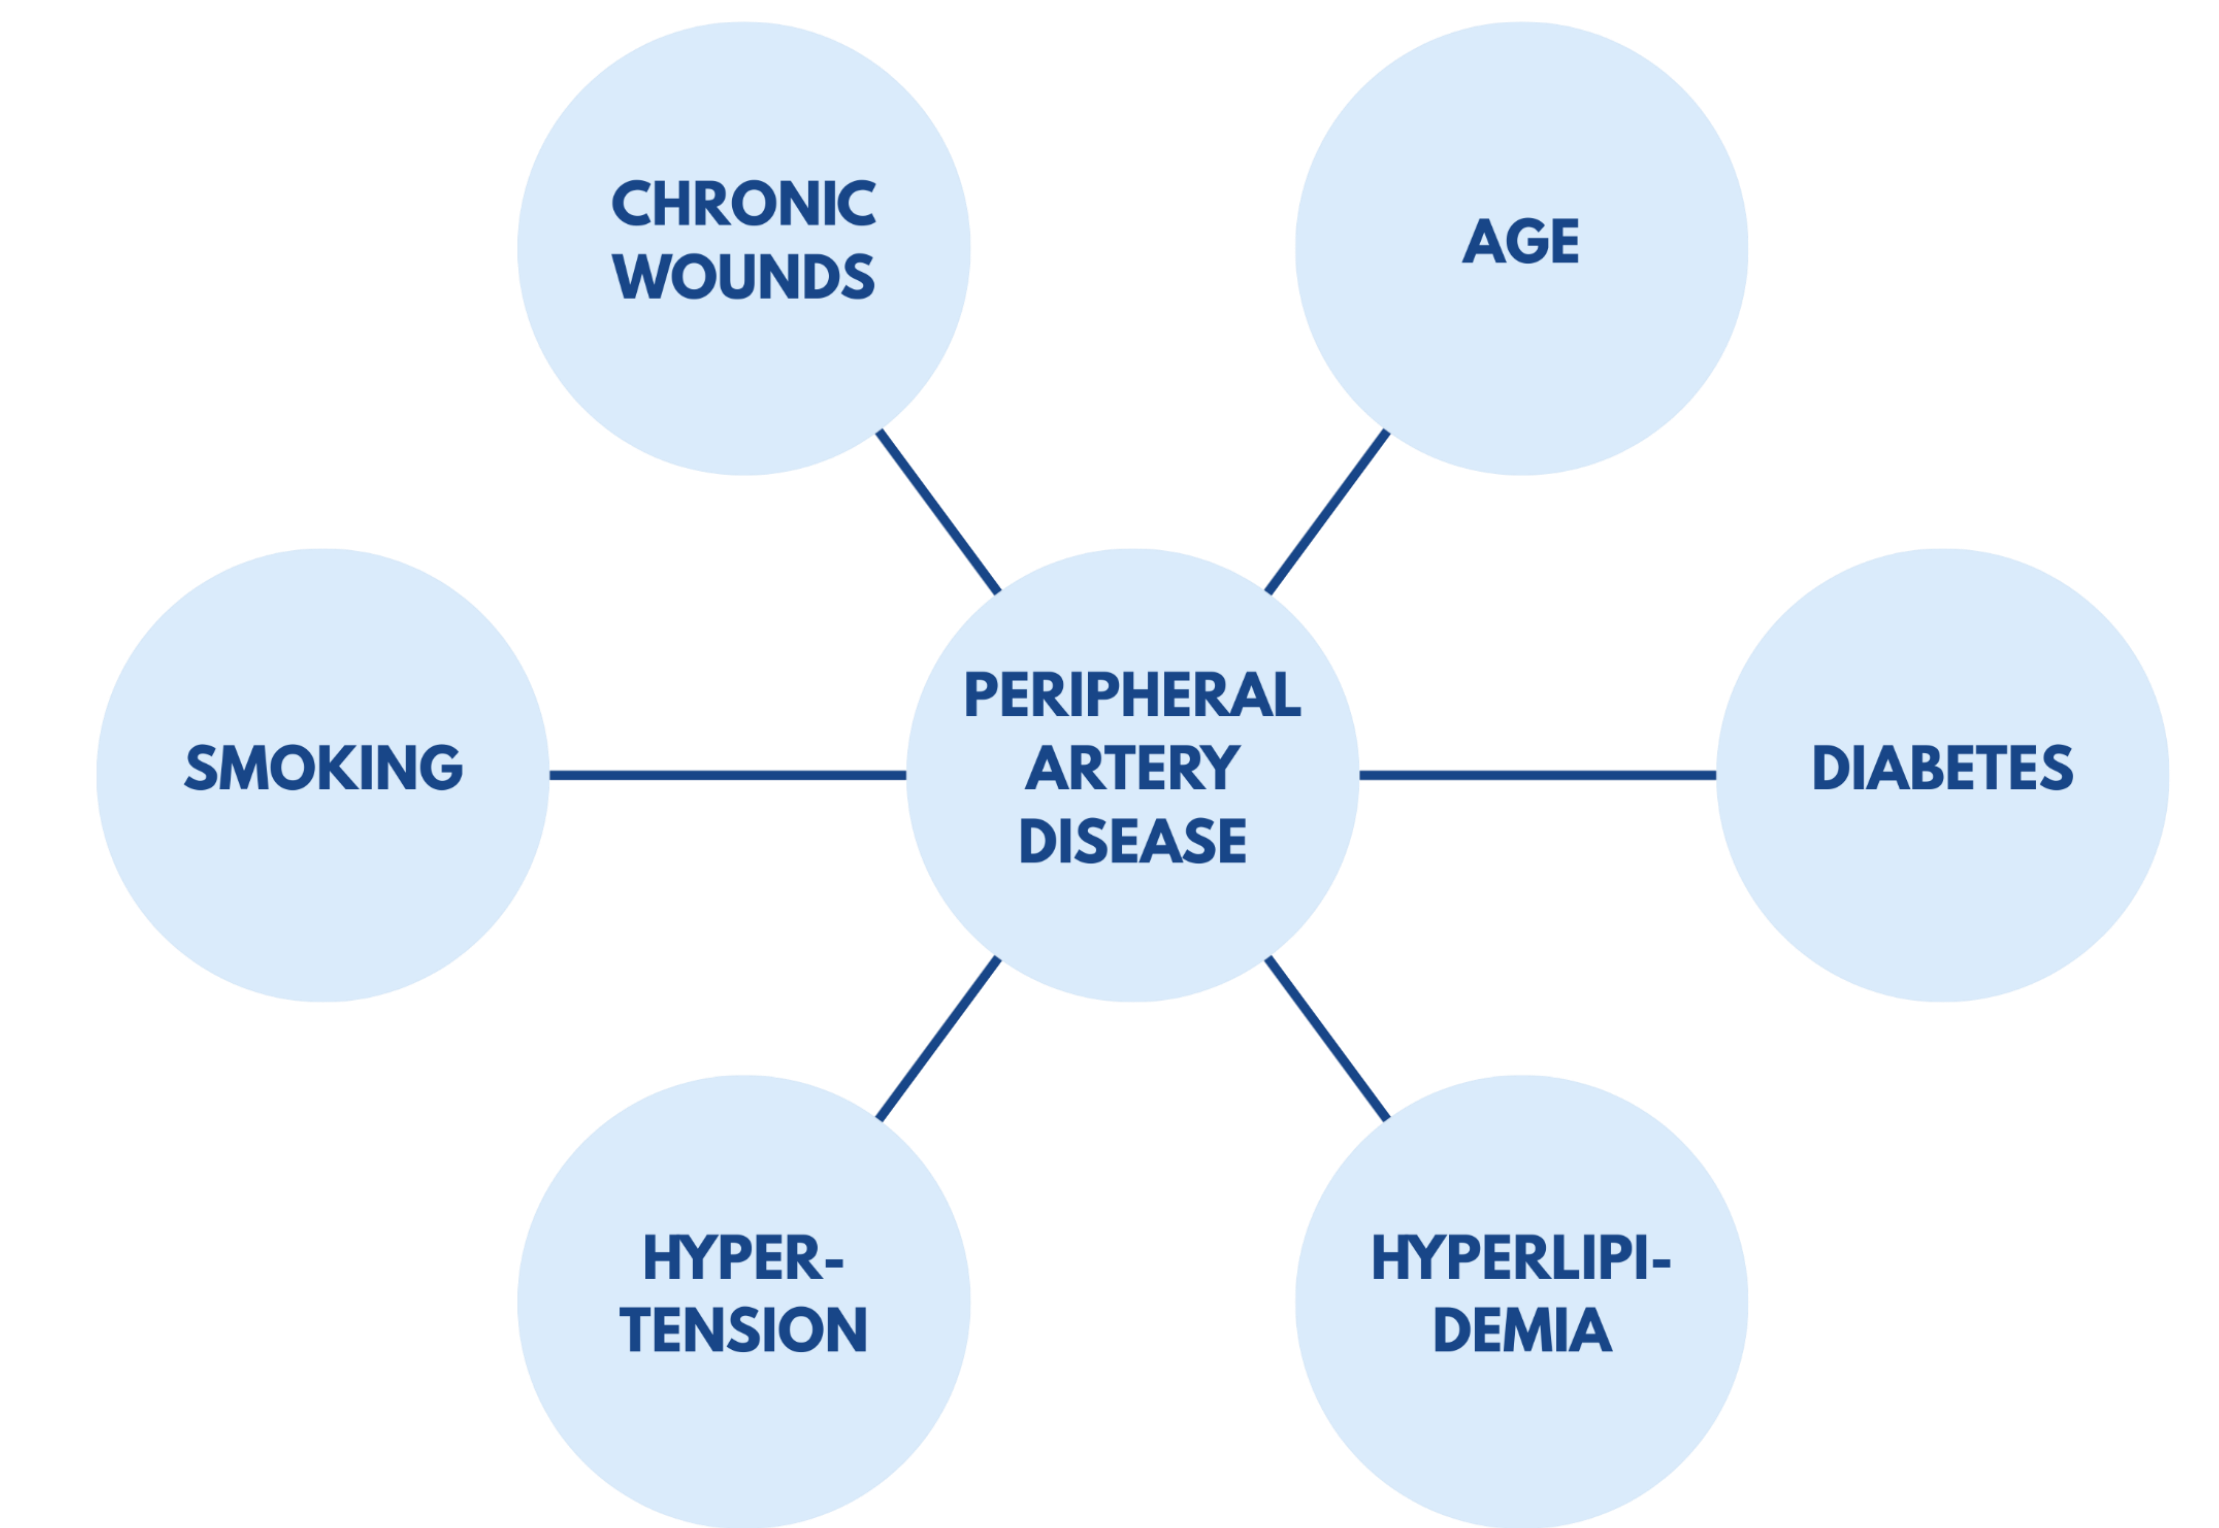 CHRONIC
WOUNDS
AGE
SMOKING
PERIPHERAL
ARTERY
DISEASE
DIABETES
HYPER-
TENSION
HYPERLIPI-
DEMIA